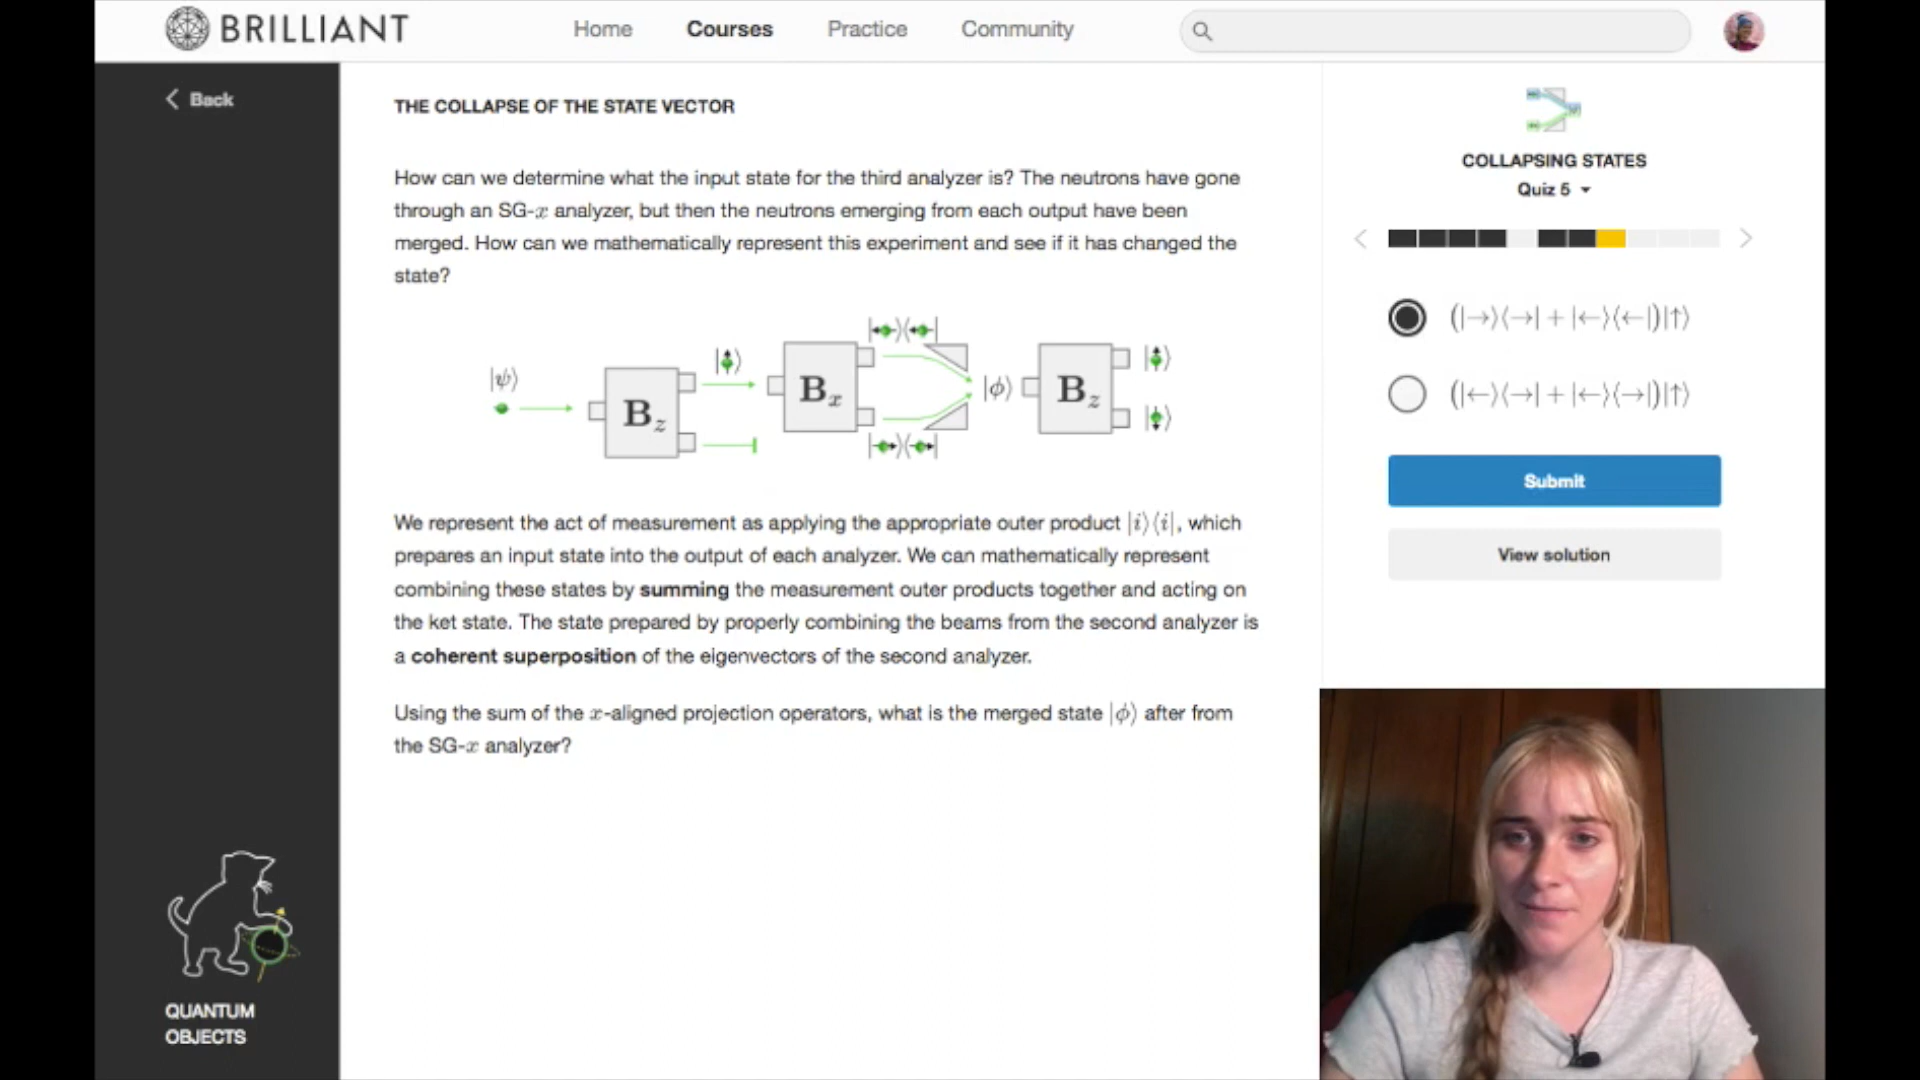 BRILLIANT
Home Courses Practice Community
Back
THE COLLAPSE OF THE STATE VECTOR
How can we determine what the input state for the third analyzer is? The neutrons have gone
through an SG-x analyzer, but then the neutrons emerging from each output have been
merged. How can we mathematically represent this experiment and see if it has changed the
state?
|ψ⟩
B_z
|⟩
B_x
|⟩⟨|
|⟩⟨|
|ϕ⟩
B_z
|⟩
|⟩
We represent the act of measurement as applying the appropriate outer product |i⟩⟨i|, which
prepares an input state into the output of each analyzer. We can mathematically represent
combining these states by summing the measurement outer products together and acting on
the ket state. The state prepared by properly combining the beams from the second analyzer is
a coherent superposition of the eigenvectors of the second analyzer.
Using the sum of the x-aligned projection operators, what is the merged state |ϕ⟩ after from
the SG-x analyzer?
COLLAPSING STATES
Quiz 5
(|→⟩⟨→| + |←⟩⟨←|)|↑⟩
(|←⟩⟨→| + |←⟩⟨→|)|↑⟩
Submit
View solution
QUANTUM
OBJECTS